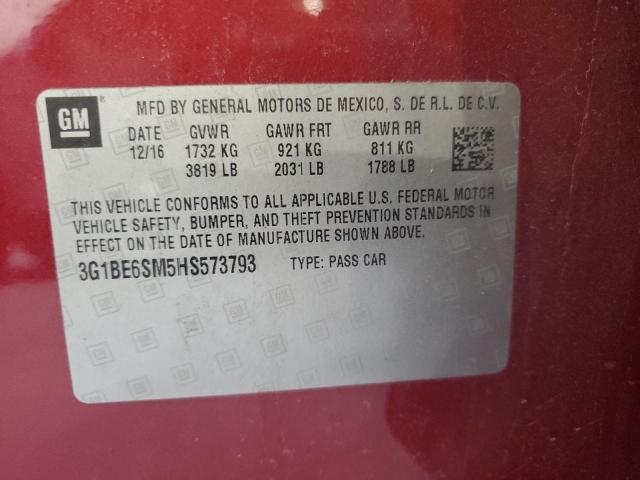 GM
MFD BY GENERAL MOTORS DE MEXICO, S. DE R.L. DE C.V.
DATE GVWR GAWR FRT GAWR RR
12/16 1732 KG 921 KG 811 KG
3819 LB 2031 LB 1788 LB
THIS VEHICLE CONFORMS TO ALL APPLICABLE U.S. FEDERAL MOTOR
VEHICLE SAFETY, BUMPER, AND THEFT PREVENTION STANDARDS IN
EFFECT ON THE DATE OF MANUFACTURE SHOWN ABOVE.
3G1BE6SM5HS573793 TYPE: PASS CAR